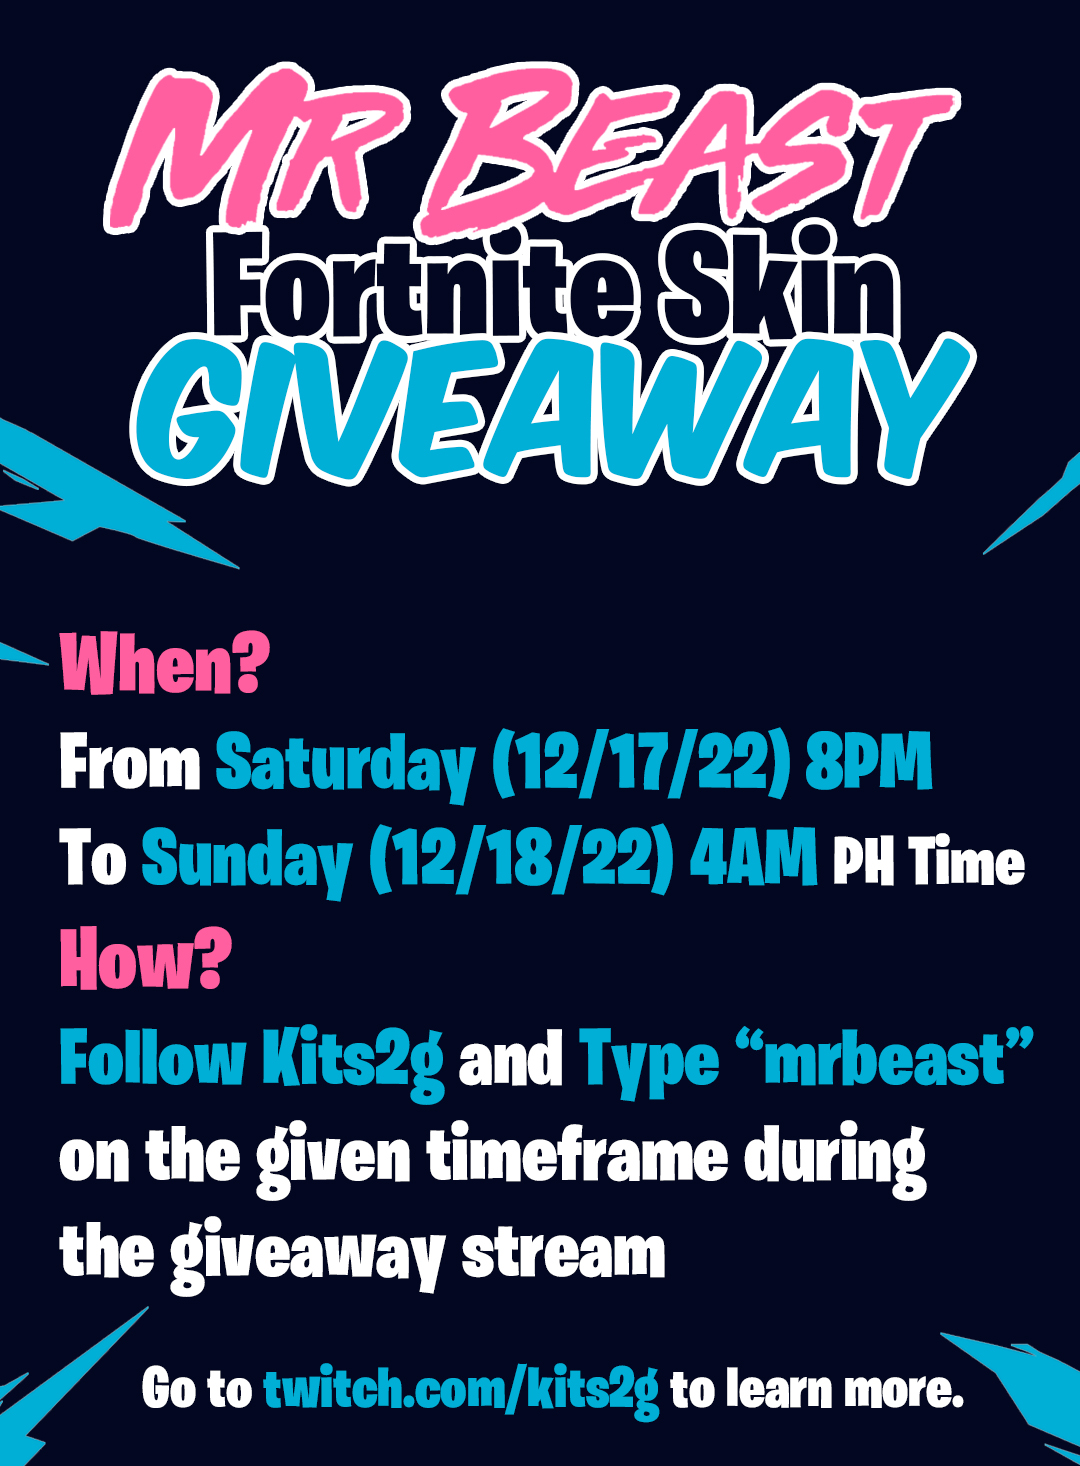 MR BEAST
Fortnite Skin
GIVEAWAY
When?
From Saturday (12/17/22) 8PM
To Sunday (12/18/22) 4AM PH Time
How?
Follow Kits2g and Type “mrbeast”
on the given timeframe during
the giveaway stream
Go to twitch.com/kits2g to learn more.